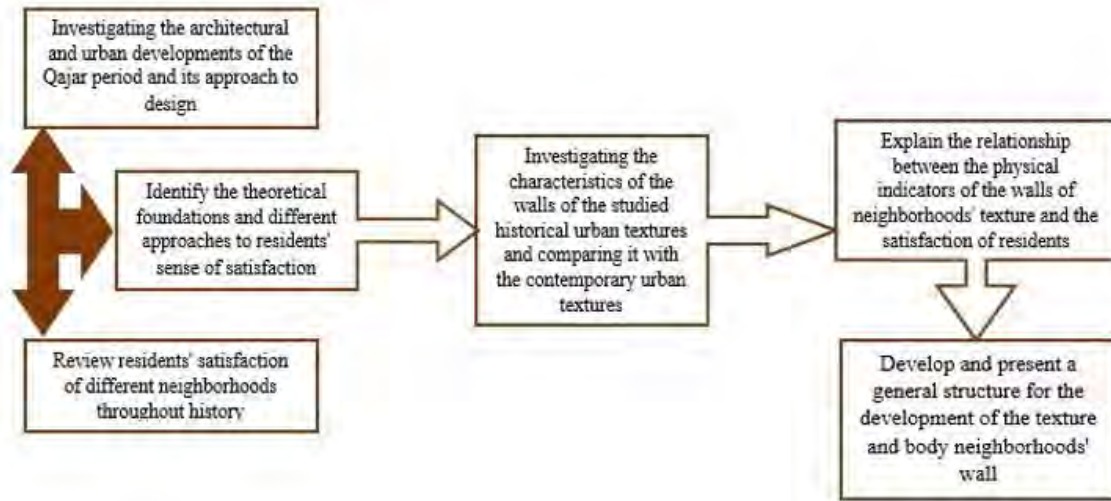 Investigating the architectural
and urban developments of the
Qajar period and its approach to
design
Identify the theoretical
foundations and different
approaches to residents'
sense of satisfaction
Review residents' satisfaction
of different neighborhoods
throughout history
Investigating the
characteristics of the
walls of the studied
historical urban textures
and comparing it with
the contemporary urban
textures
Explain the relationship
between the physical
indicators of the walls of
neighborhoods' texture and the
satisfaction of residents
Develop and present a
general structure for the
development of the texture
and body neighborhoods'
wall